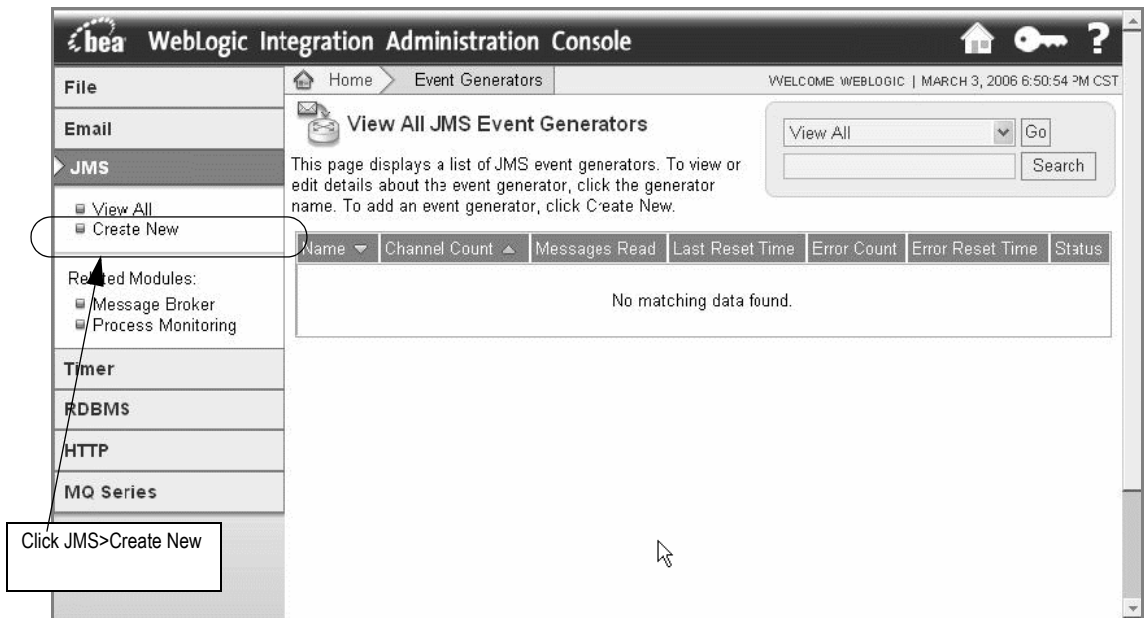 bea WebLogic Integration Administration Console ?
File
Email
JMS
View All
Create New
Related Modules:
Message Broker
Process Monitoring
Timer
RDBMS
HTTP
MQ Series
Click JMS>Create New
Home Event Generators
WELCOME WEBLOGIC | MARCH 3, 2006 6:50:54 PM CST
View All JMS Event Generators
This page displays a list of JMS event generators. To view or
edit details about the event generator, click the generator
name. To add an event generator, click Create New.
View All Go
Search
Name Channel Count Messages Read Last Reset Time Error Count Error Reset Time Status
No matching data found.